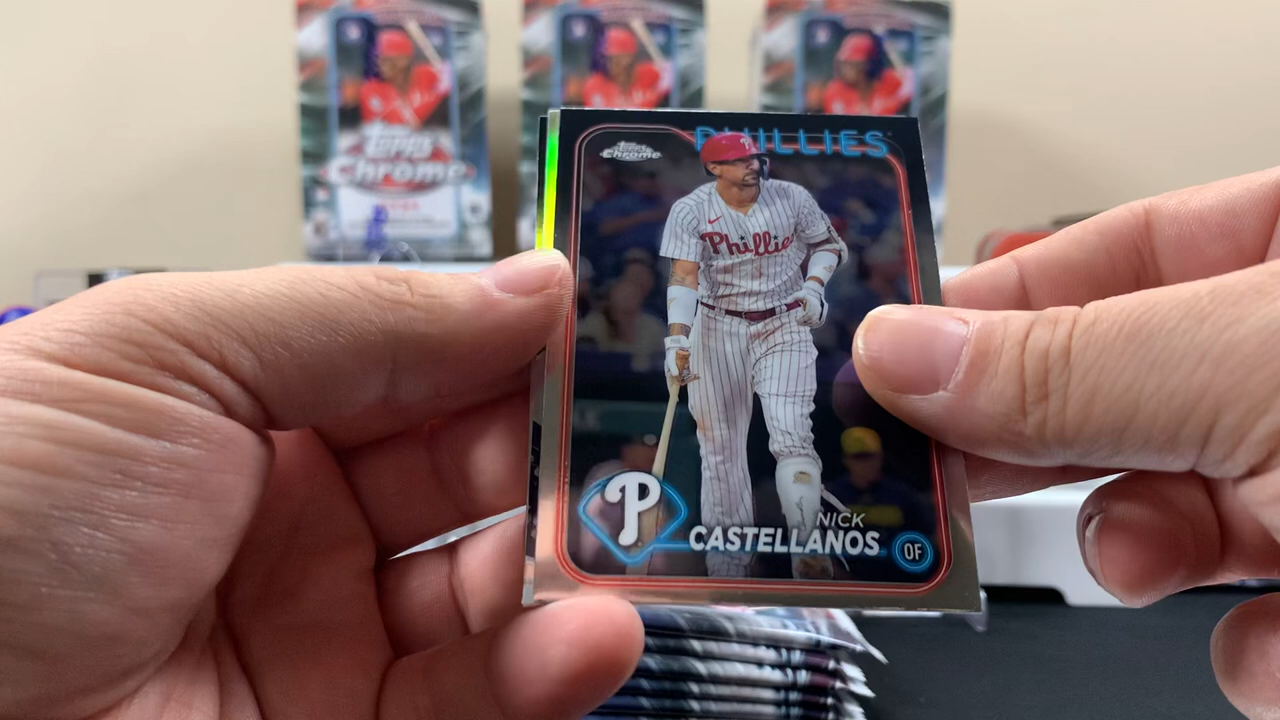 Topps
Chrome
Topps
Chrome
PHILLIES
Phillies
P
NICK
CASTELLANOS
OF